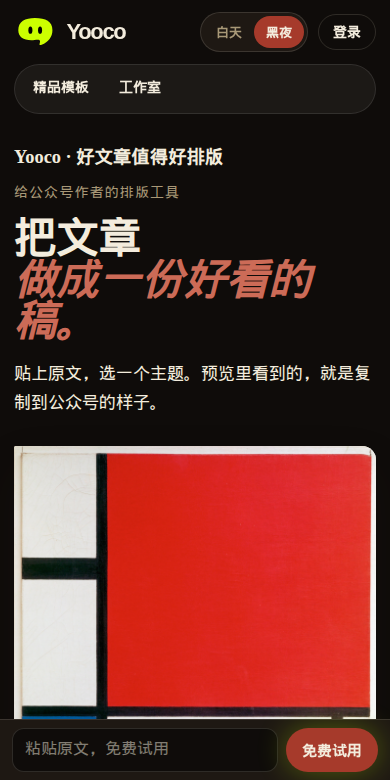 Yooco
白天 黑夜 登录
精品模板 工作室
Yooco · 好文章值得好排版
给公众号作者的排版工具
把文章
做成一份好看的
稿。
贴上原文，选一个主题。预览里看到的，就是复
制到公众号的样子。
粘贴原文，免费试用 免费试用